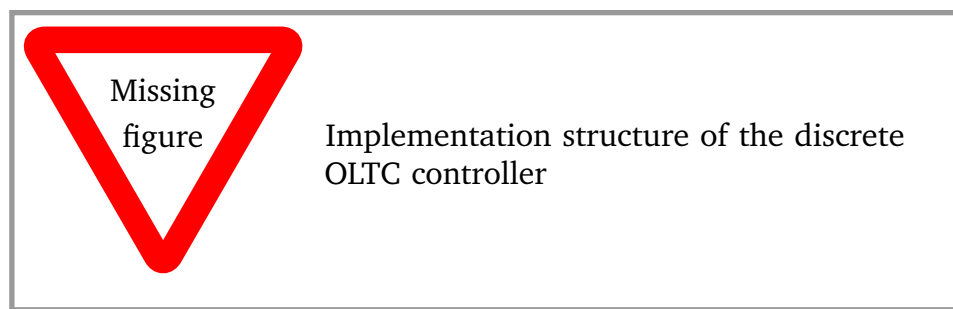 Missing
figure
Implementation structure of the discrete
OLTC controller